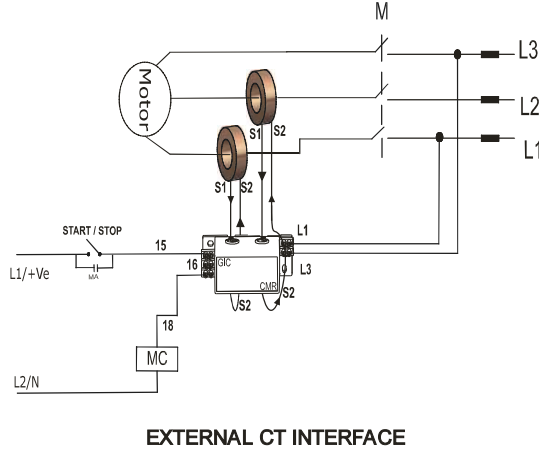 M
L3
Motor
L2
S1
S2
L1
S1
S2
START / STOP
L1
15
L1/+Ve
MA
16
GIC
L3
CMR
S2
S2
18
MC
L2/N
EXTERNAL CT INTERFACE